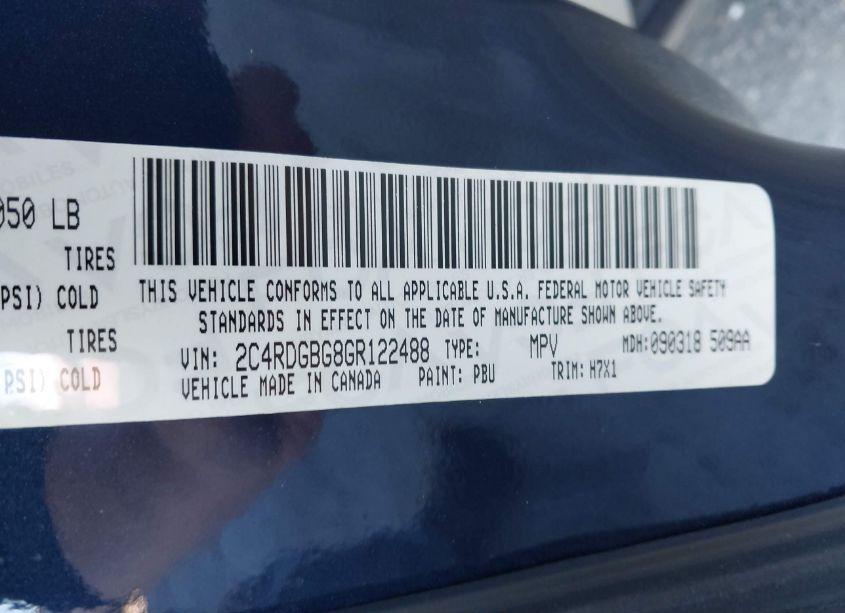 050 LB
TIRES
PSI) COLD
TIRES
PSI) COLD
THIS VEHICLE CONFORMS TO ALL APPLICABLE U.S.A. FEDERAL MOTOR VEHICLE SAFETY
STANDARDS IN EFFECT ON THE DATE OF MANUFACTURE SHOWN ABOVE.
VIN: 2C4RDGBG8GR122488 TYPE: MPV MDH:090318 509AA
VEHICLE MADE IN CANADA PAINT: PBU TRIM: H7X1